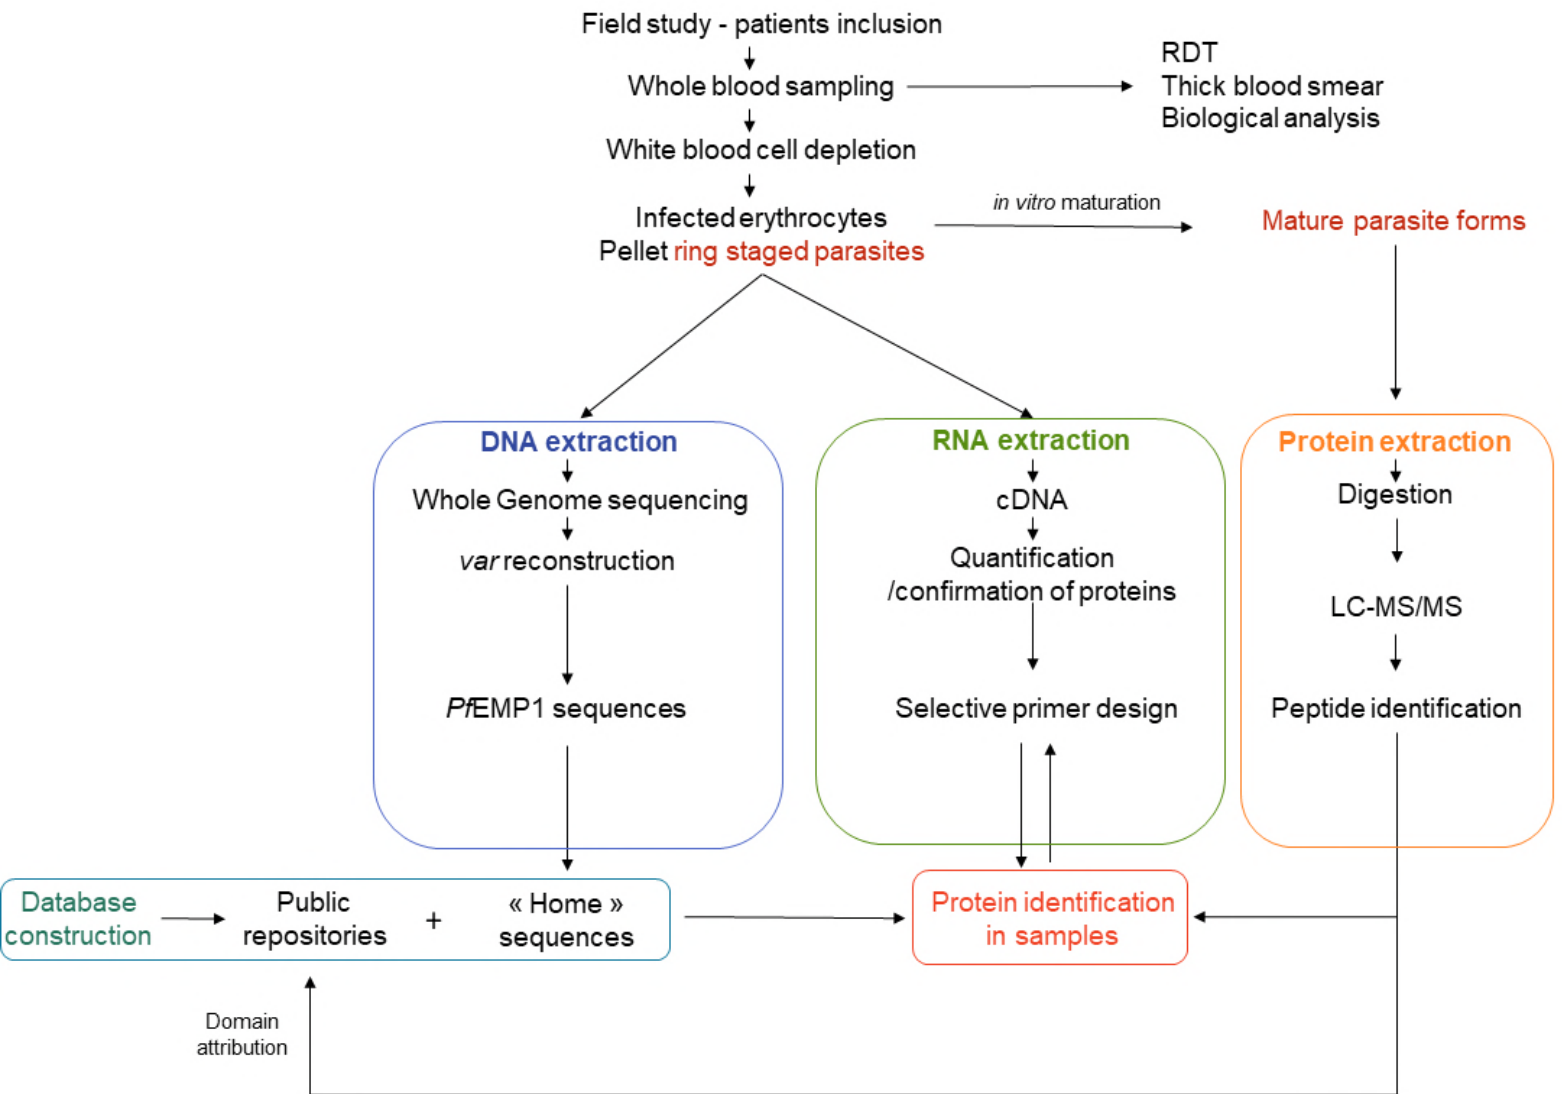 Field study - patients inclusion
Whole blood sampling
RDT
Thick blood smear
Biological analysis
White blood cell depletion
Infected erythrocytes
Pellet ring staged parasites
in vitro maturation
Mature parasite forms
DNA extraction
Whole Genome sequencing
var reconstruction
PfEMP1 sequences
RNA extraction
cDNA
Quantification
/confirmation of proteins
Selective primer design
Protein extraction
Digestion
LC-MS/MS
Peptide identification
Database
construction
Public
repositories
+
« Home »
sequences
Protein identification
in samples
Domain
attribution